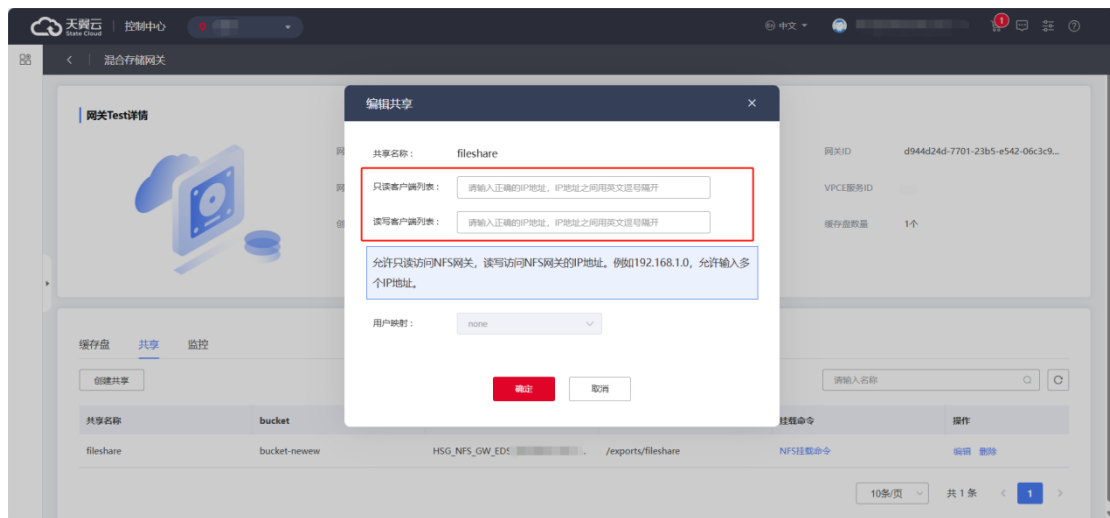 天翼云 State Cloud 控制中心 中文 1
混合存储网关
网关Test详情
编辑共享
共享名称： fileshare
只读客户端列表： 请输入正确的IP地址，IP地址之间用英文逗号隔开
读写客户端列表： 请输入正确的IP地址，IP地址之间用英文逗号隔开
允许只读访问NFS网关，读写访问NFS网关的IP地址。例如192.168.1.0，允许输入多
个IP地址。
用户映射： none
确定 取消
网
网
创
网关ID d944d24d-7701-23b5-e542-06c3c9...
VPCE服务ID
缓存盘数量 1个
缓存盘 共享 监控
创建共享 请输入名称
共享名称 bucket 挂载命令 操作
fileshare bucket-newew HSG_NFS_GW_EDS . /exports/fileshare NFS挂载命令 编辑 删除
10条/页 共 1 条 1